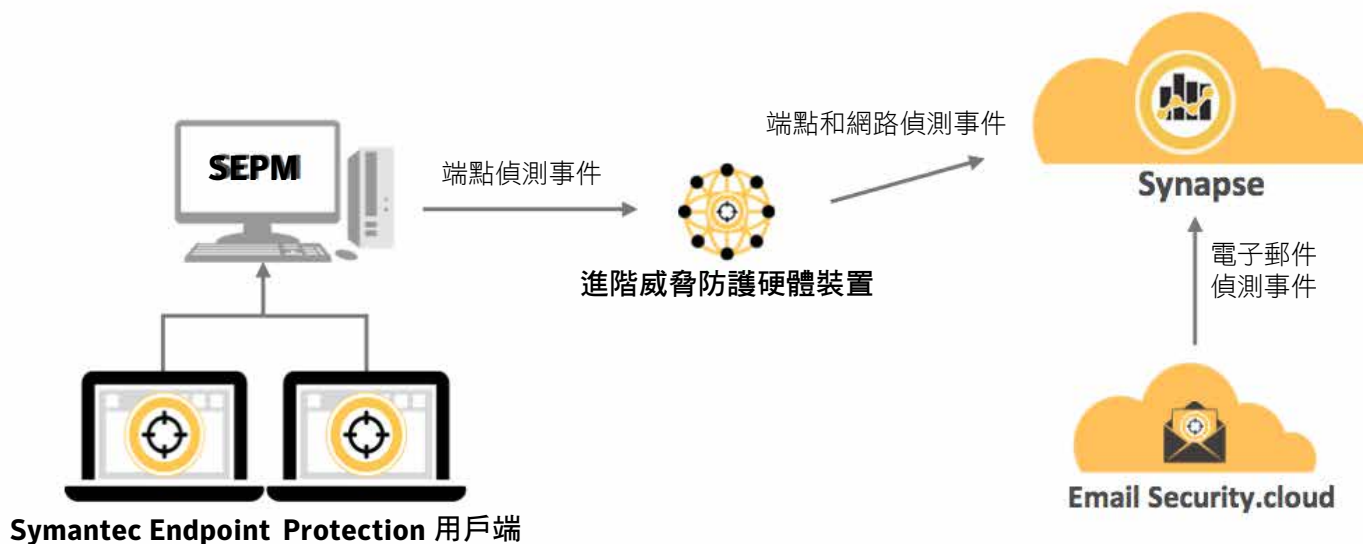 SEPM
端點偵測事件
端點和網路偵測事件
Synapse
進階威脅防護硬體裝置
電子郵件
偵測事件
Email Security.cloud
Symantec Endpoint Protection 用戶端